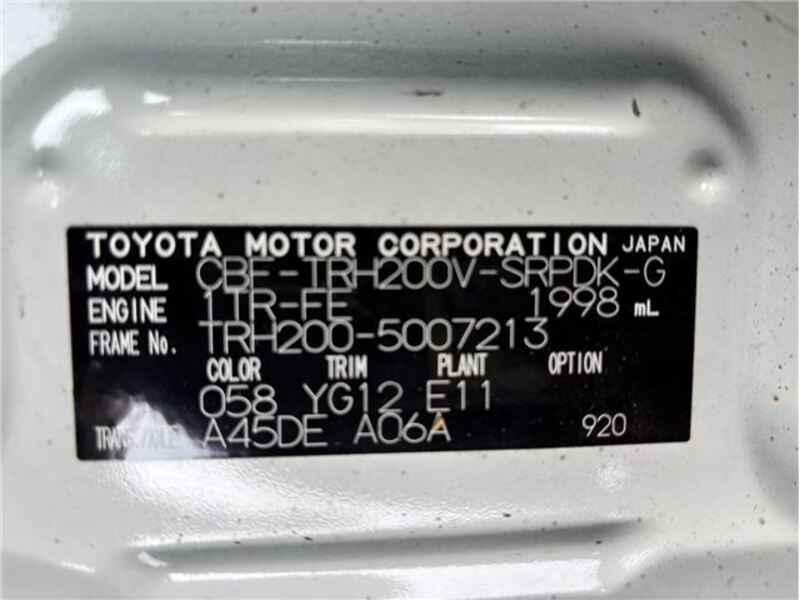 TOYOTA MOTOR CORPORATION JAPAN
MODEL CBF-TRH200V-SRPDK-G
ENGINE 1TR-FE 1998 mL
FRAME No. TRH200-5007213
COLOR TRIM PLANT OPTION
058 YG12 E11
TRANS./AXLE A45DE A06A 920